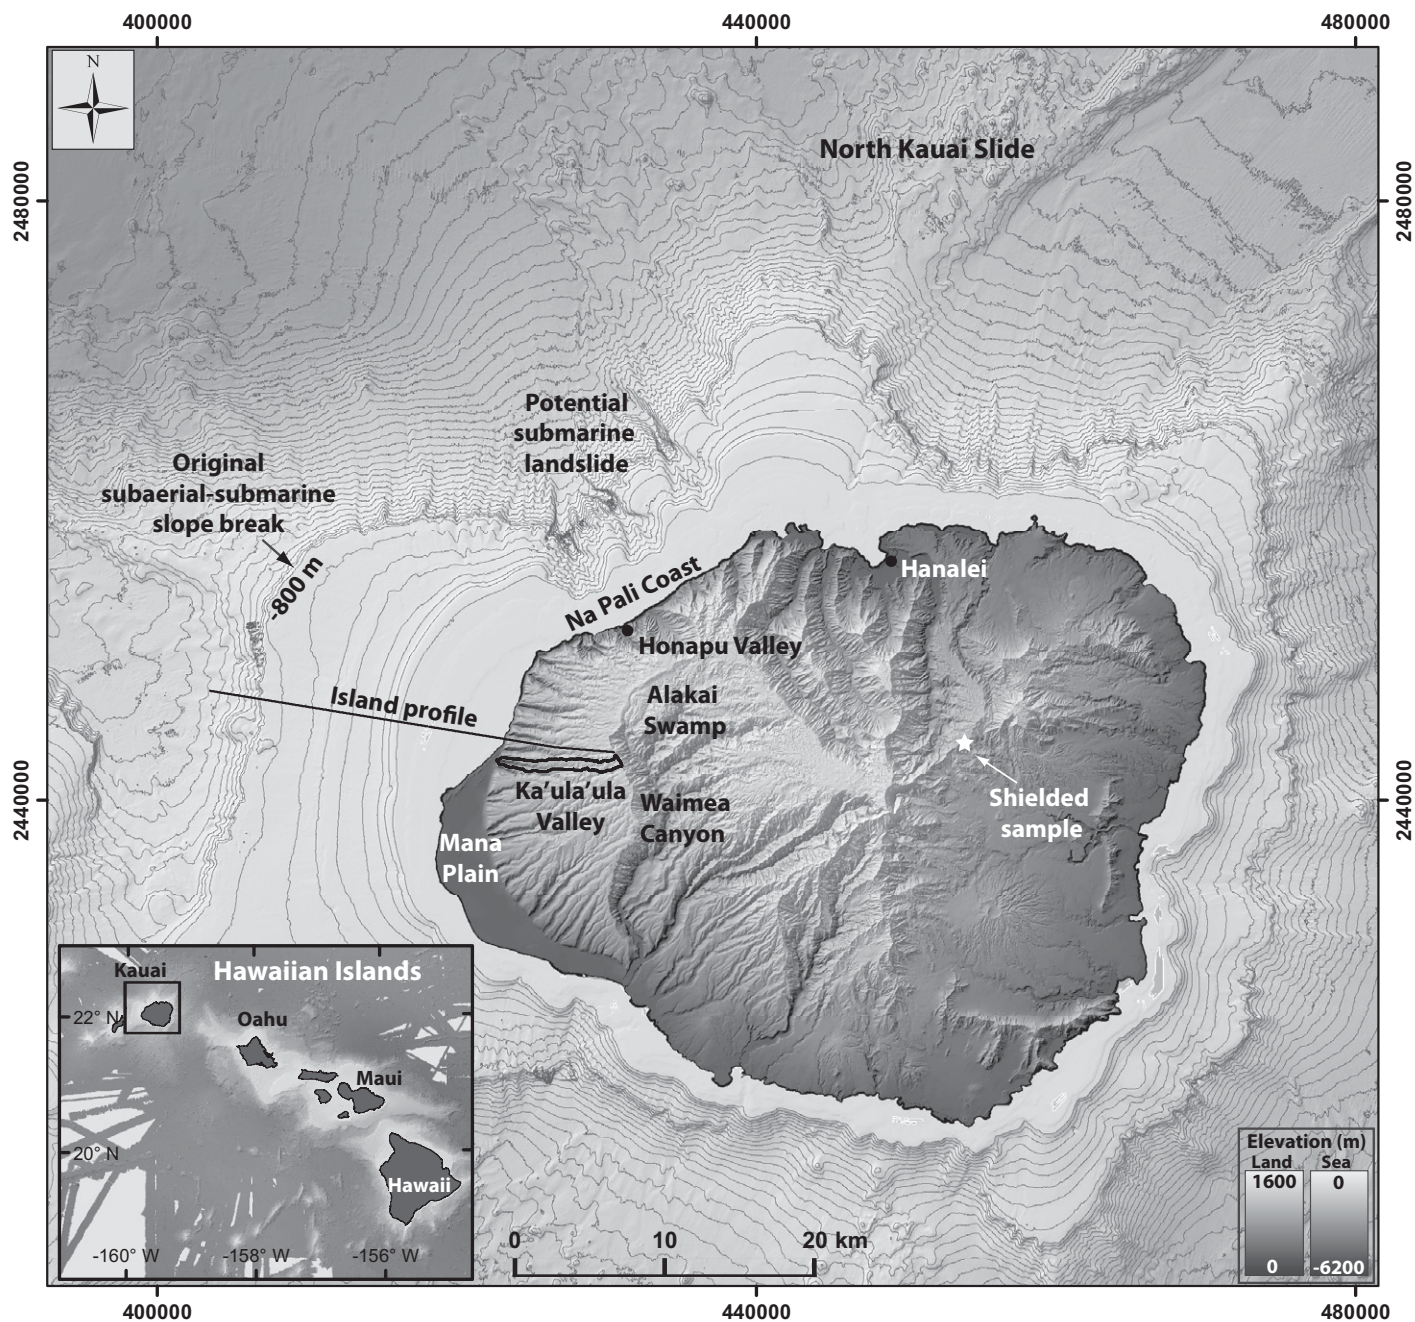 400000
440000
480000
N
North Kauai Slide
2480000
2480000
Potential
submarine
landslide
Original
subaerial-submarine
slope break
-800 m
Na Pali Coast
Hanalei
Honapu Valley
Island profile
Alakai
Swamp
Ka'ula'ula
Valley
Waimea
Canyon
Shielded
sample
2440000
2440000
Mana
Plain
Hawaiian Islands
Kauai
22° N
Oahu
Maui
20° N
Hawaii
-160° W
-158° W
-156° W
0
10
20 km
Elevation (m)
Land
Sea
1600
0
0
-6200
400000
440000
480000